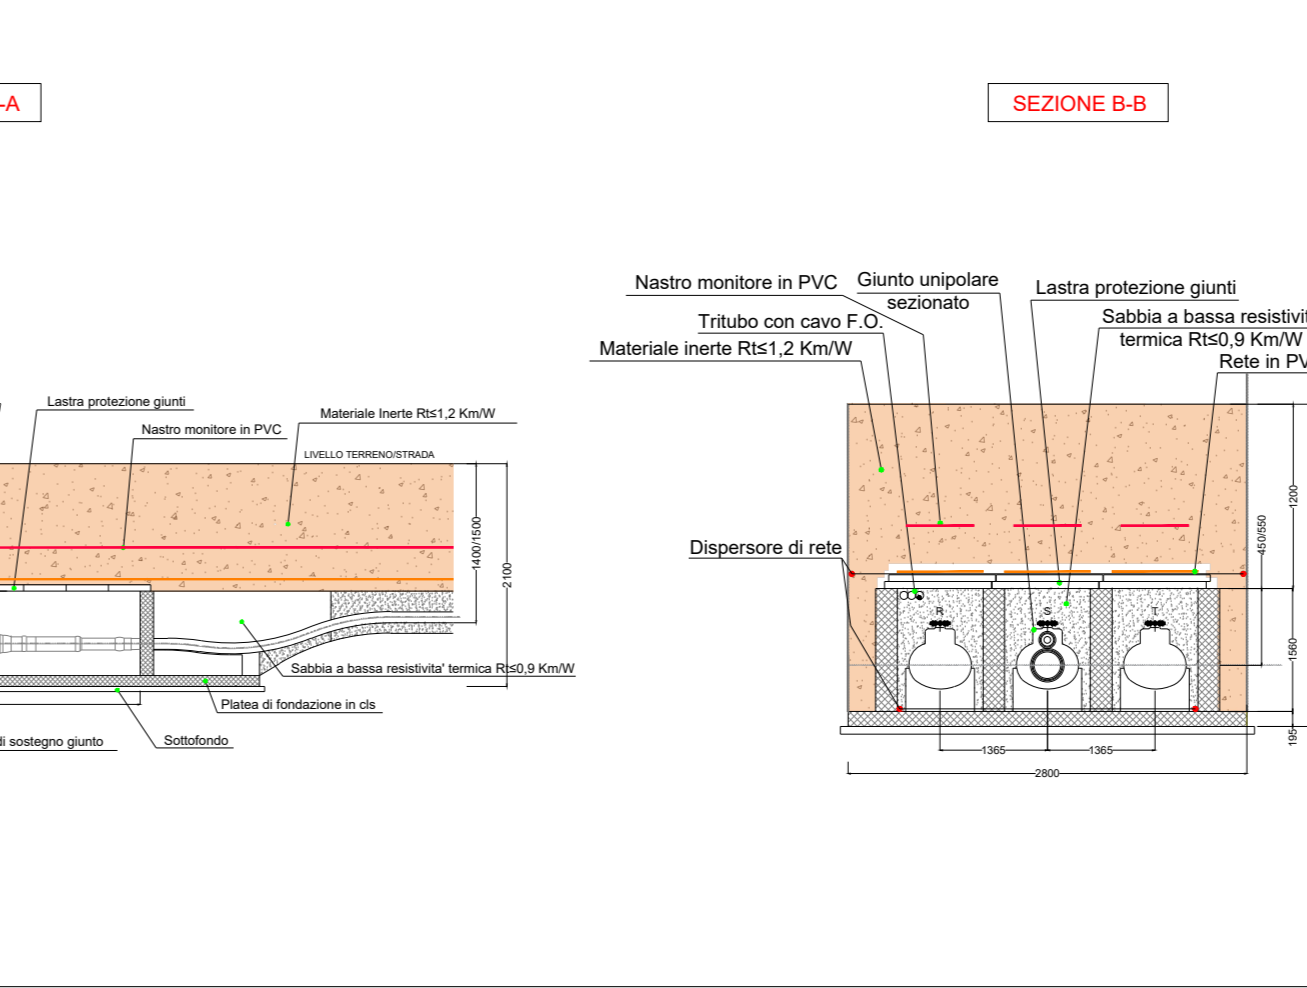 -A
SEZIONE B-B
Lastra protezione giunti
Nastro monitore in PVC
Materiale Inerte Rt≤1,2 Km/W
LIVELLO TERRENO/STRADA
1400/1500
2100
Sabbia a bassa resistivita' termica Rt≤0,9 Km/W
Platea di fondazione in cls
di sostegno giunto
Sottofondo
Nastro monitore in PVC
Giunto unipolare
sezionato
Lastra protezione giunti
Tritubo con cavo F.O.
Sabbia a bassa resistivit
termica Rt≤0,9 Km/W
Materiale inerte Rt≤1,2 Km/W
Rete in PV
Dispersore di rete
R
S
T
1200
450/550
1560
195
1365
1365
2800